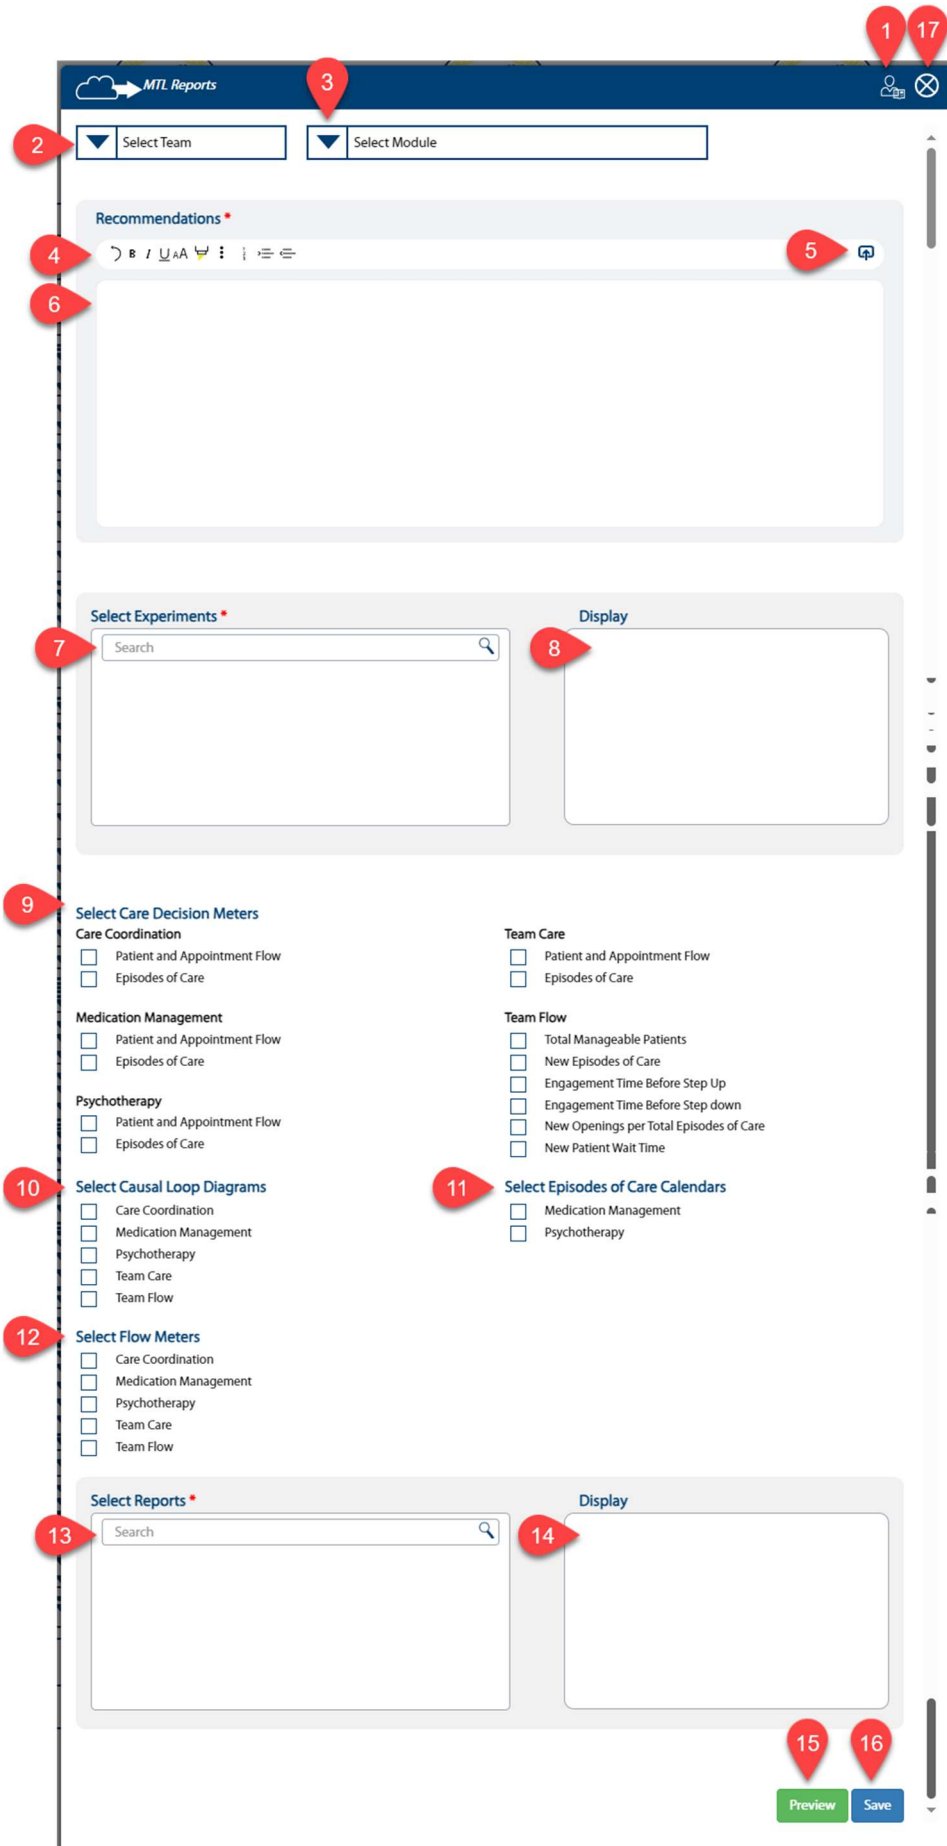 1 17
MTL Reports
3
2 Select Team Select Module
Recommendations *
4 B I U AA 5
6
Select Experiments * Display
7 Search 8
9 Select Care Decision Meters
Care Coordination Team Care
Patient and Appointment Flow Patient and Appointment Flow
Episodes of Care Episodes of Care
Medication Management Team Flow
Patient and Appointment Flow Total Manageable Patients
Episodes of Care New Episodes of Care
Engagement Time Before Step Up
Psychotherapy Engagement Time Before Step down
Patient and Appointment Flow New Openings per Total Episodes of Care
Episodes of Care New Patient Wait Time
10 Select Causal Loop Diagrams 11 Select Episodes of Care Calendars
Care Coordination Medication Management
Medication Management Psychotherapy
Psychotherapy
Team Care
Team Flow
12 Select Flow Meters
Care Coordination
Medication Management
Psychotherapy
Team Care
Team Flow
Select Reports * Display
13 Search 14
15 16
Preview Save